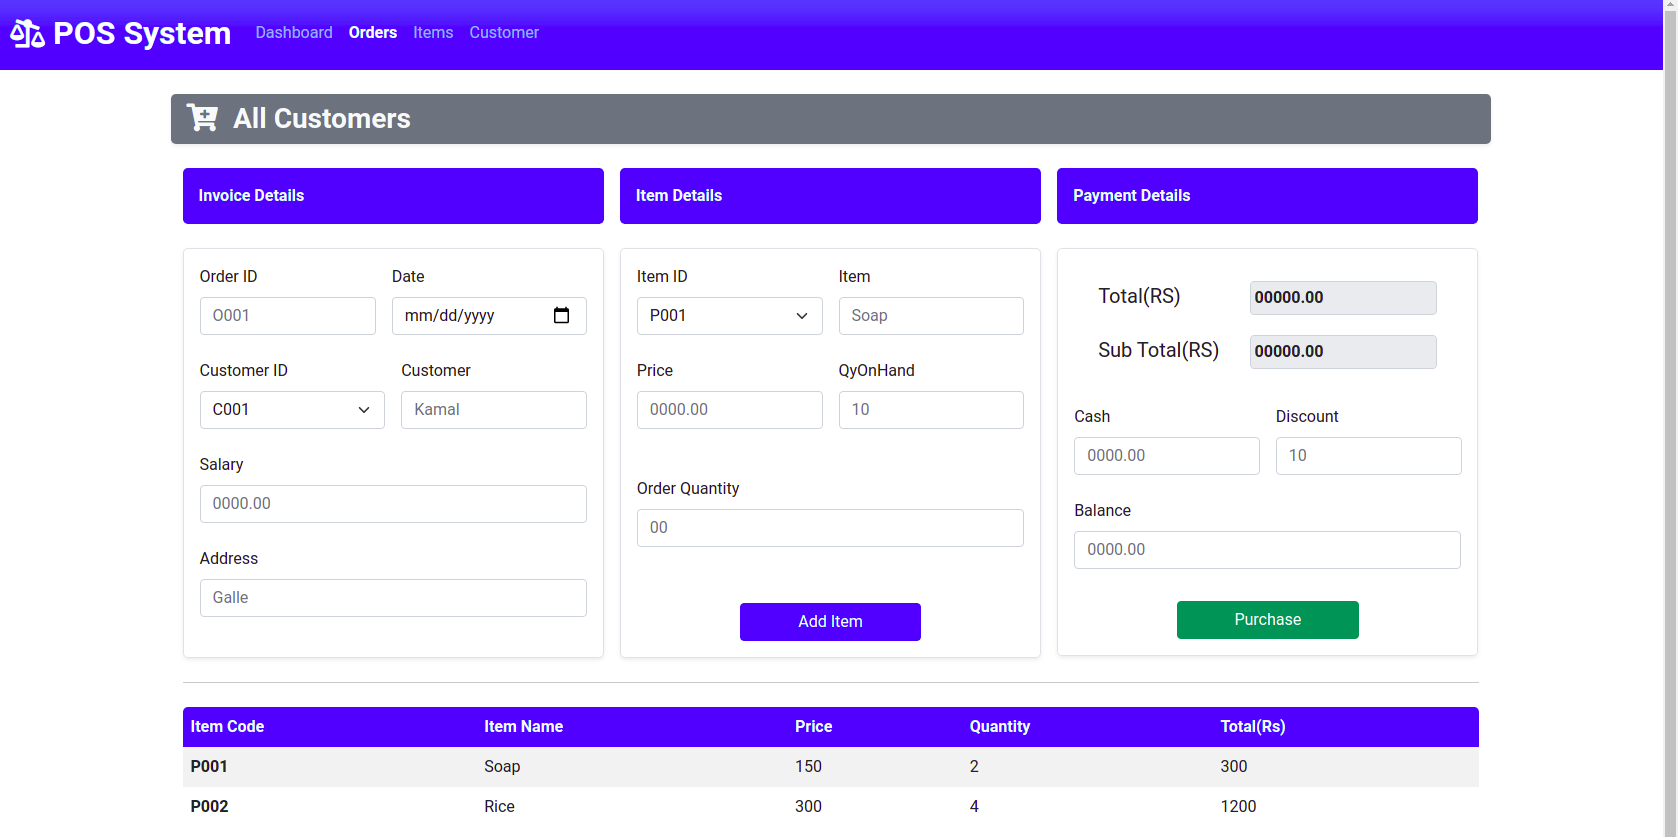 POS System Dashboard Orders Items Customer
All Customers
Invoice Details
Order ID Date
O001 mm/dd/yyyy
Customer ID Customer
C001 Kamal
Salary
0000.00
Address
Galle
Item Details
Item ID Item
P001 Soap
Price QyOnHand
0000.00 10
Order Quantity
00
Add Item
Payment Details
Total(RS) 00000.00
Sub Total(RS) 00000.00
Cash Discount
0000.00 10
Balance
0000.00
Purchase
Item Code Item Name Price Quantity Total(Rs)
P001 Soap 150 2 300
P002 Rice 300 4 1200